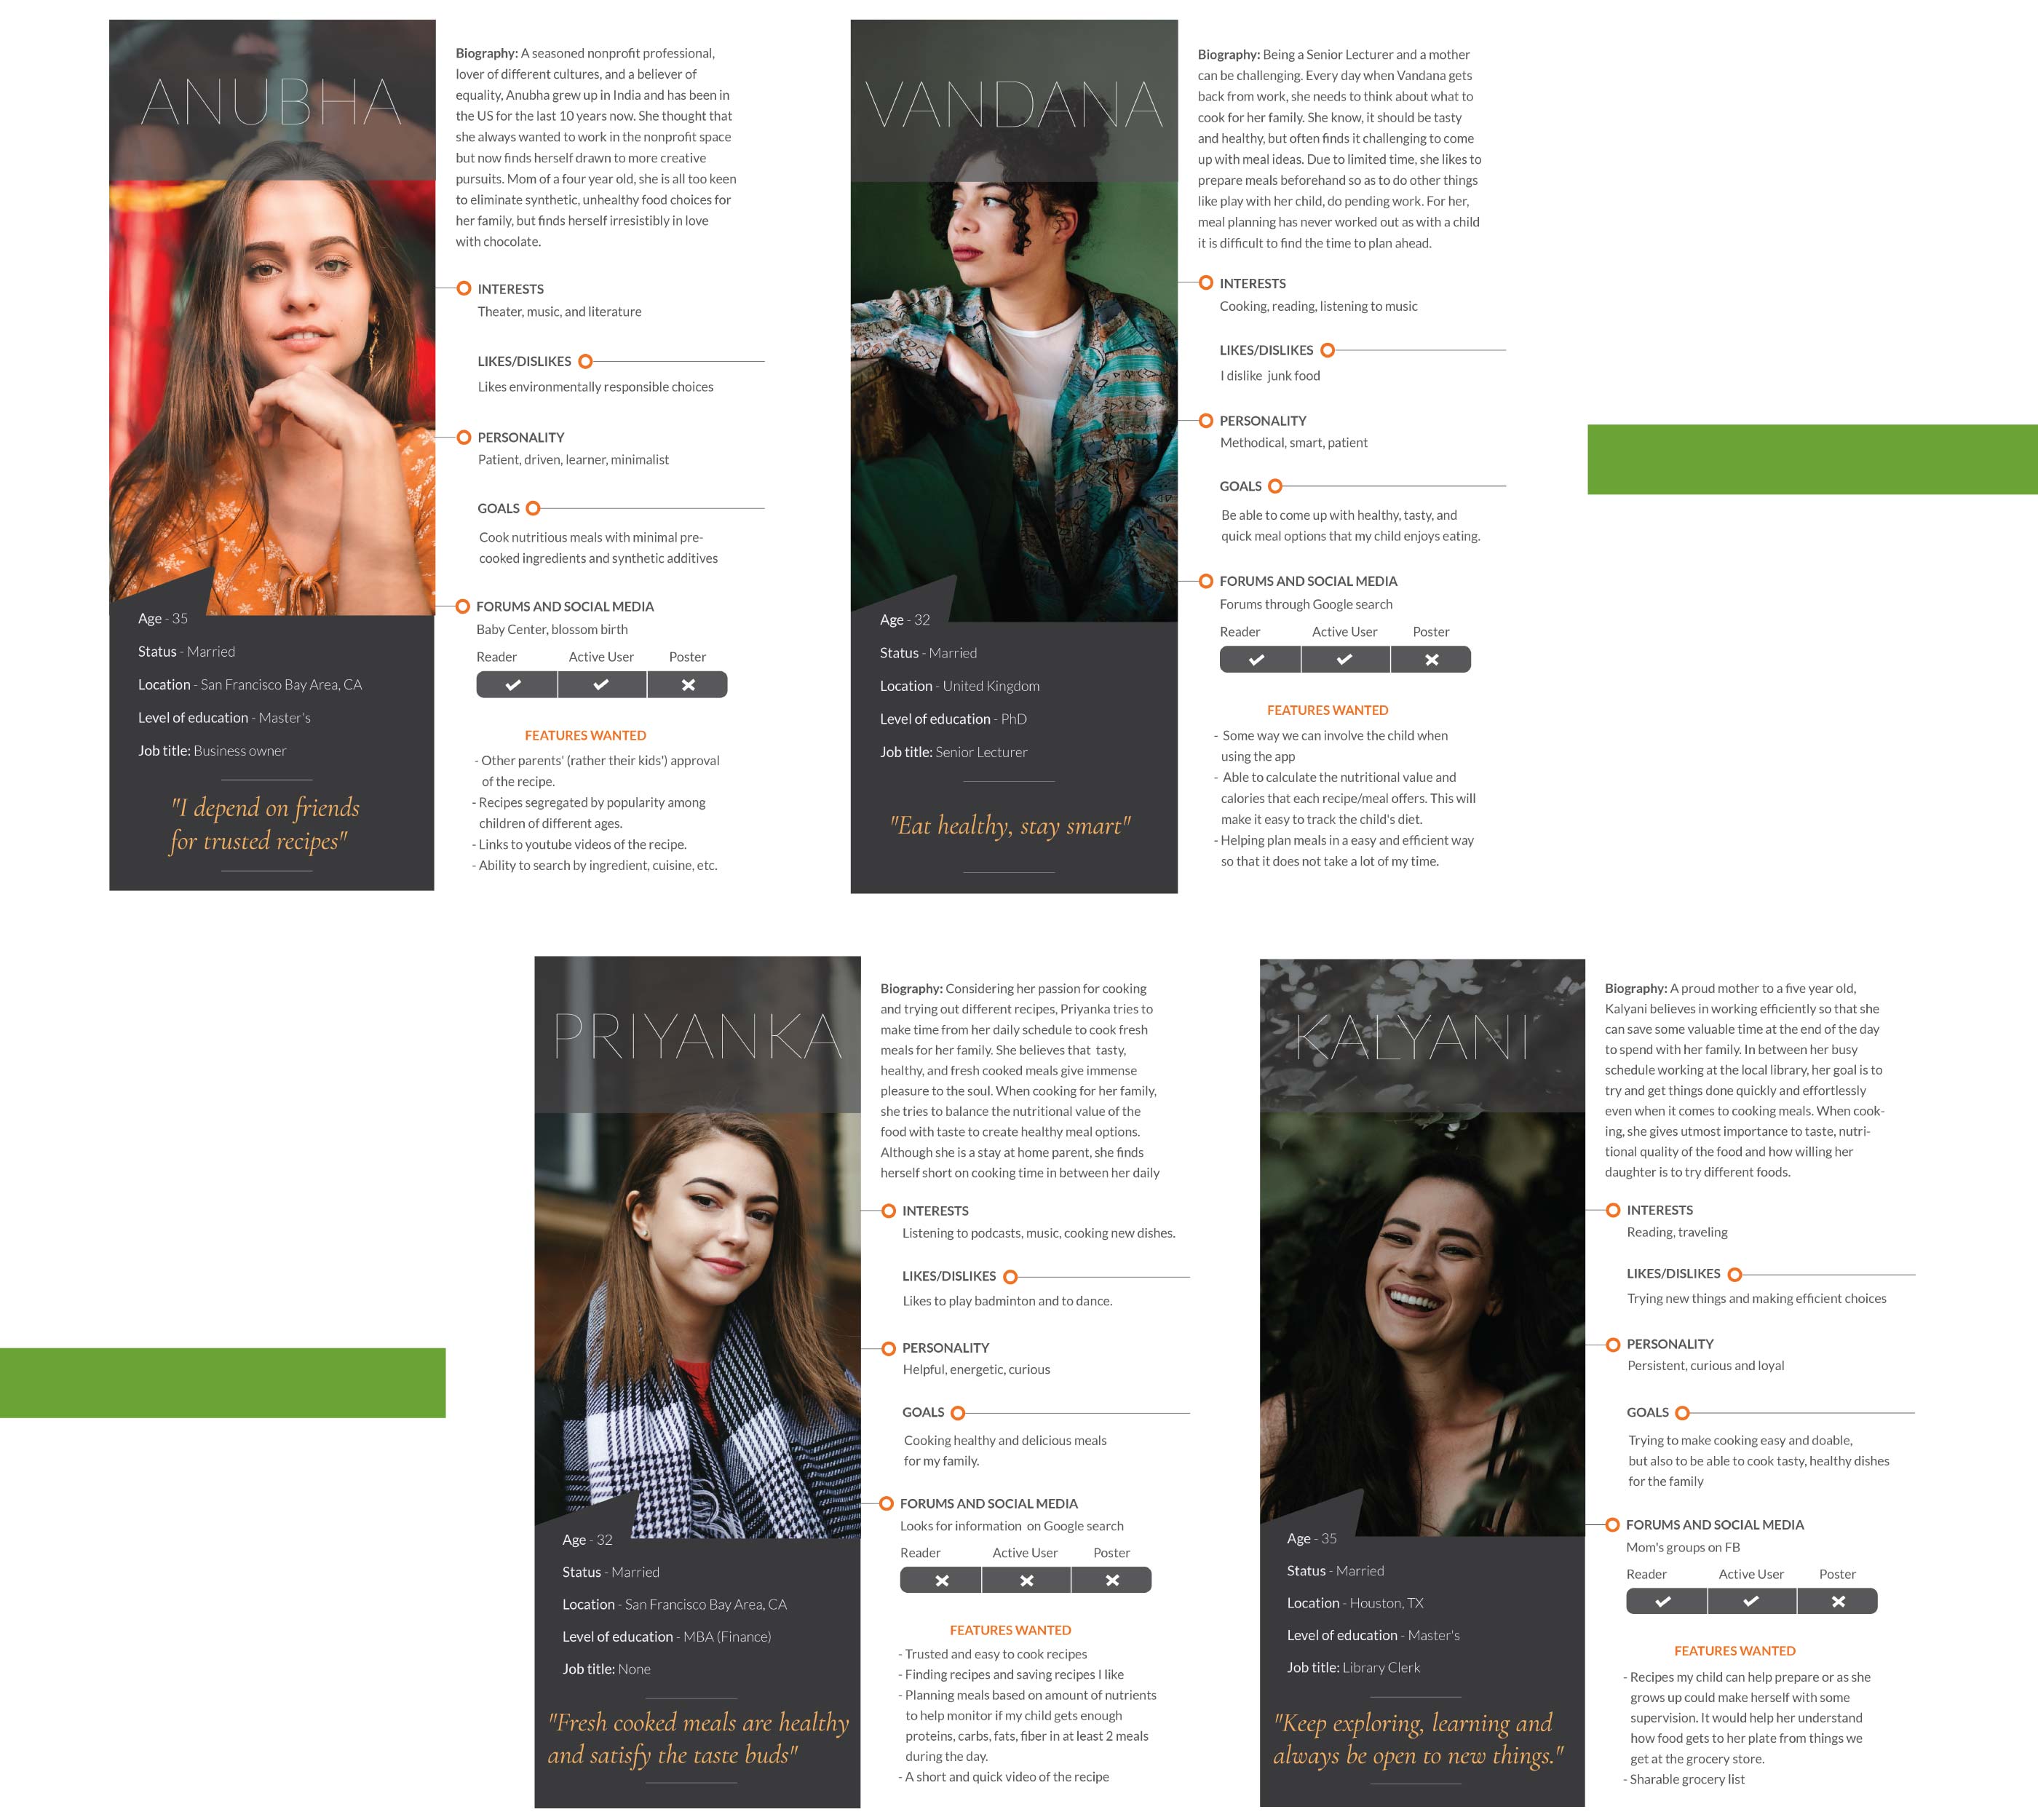 ANUBHA
Age - 35
Status - Married
Location - San Francisco Bay Area, CA
Level of education - Master's
Job title: Business owner
"I depend on friends
for trusted recipes"
Biography: A seasoned nonprofit professional,
lover of different cultures, and a believer of
equality, Anubha grew up in India and has been in
the US for the last 10 years now. She thought that
she always wanted to work in the nonprofit space
but now finds herself drawn to more creative
pursuits. Mom of a four year old, she is all too keen
to eliminate synthetic, unhealthy food choices for
her family, but finds herself irresistibly in love
with chocolate.
INTERESTS
Theater, music, and literature
LIKES/DISLIKES
Likes environmentally responsible choices
PERSONALITY
Patient, driven, learner, minimalist
GOALS
Cook nutritious meals with minimal pre-
cooked ingredients and synthetic additives
FORUMS AND SOCIAL MEDIA
Baby Center, blossom birth
Reader Active User Poster
FEATURES WANTED
- Other parents' (rather their kids') approval
of the recipe.
- Recipes segregated by popularity among
children of different ages.
- Links to youtube videos of the recipe.
- Ability to search by ingredient, cuisine, etc.
VANDANA
Age - 32
Status - Married
Location - United Kingdom
Level of education - PhD
Job title: Senior Lecturer
"Eat healthy, stay smart"
Biography: Being a Senior Lecturer and a mother
can be challenging. Every day when Vandana gets
back from work, she needs to think about what to
cook for her family. She know, it should be tasty
and healthy, but often finds it challenging to come
up with meal ideas. Due to limited time, she likes to
prepare meals beforehand so as to do other things
like play with her child, do pending work. For her,
meal planning has never worked out as with a child
it is difficult to find the time to plan ahead.
INTERESTS
Cooking, reading, listening to music
LIKES/DISLIKES
I dislike junk food
PERSONALITY
Methodical, smart, patient
GOALS
Be able to come up with healthy, tasty, and
quick meal options that my child enjoys eating.
FORUMS AND SOCIAL MEDIA
Forums through Google search
Reader Active User Poster
FEATURES WANTED
- Some way we can involve the child when
using the app
- Able to calculate the nutritional value and
calories that each recipe/meal offers. This will
make it easy to track the child's diet.
- Helping plan meals in a easy and efficient way
so that it does not take a lot of my time.
PRIYANKA
Age - 32
Status - Married
Location - San Francisco Bay Area, CA
Level of education - MBA (Finance)
Job title: None
"Fresh cooked meals are healthy
and satisfy the taste buds"
Biography: Considering her passion for cooking
and trying out different recipes, Priyanka tries to
make time from her daily schedule to cook fresh
meals for her family. She believes that tasty,
healthy, and fresh cooked meals give immense
pleasure to the soul. When cooking for her family,
she tries to balance the nutritional value of the
food with taste to create healthy meal options.
Although she is a stay at home parent, she finds
herself short on cooking time in between her daily
INTERESTS
Listening to podcasts, music, cooking new dishes.
LIKES/DISLIKES
Likes to play badminton and to dance.
PERSONALITY
Helpful, energetic, curious
GOALS
Cooking healthy and delicious meals
for my family.
FORUMS AND SOCIAL MEDIA
Looks for information on Google search
Reader Active User Poster
FEATURES WANTED
- Trusted and easy to cook recipes
- Finding recipes and saving recipes I like
- Planning meals based on amount of nutrients
to help monitor if my child gets enough
proteins, carbs, fats, fiber in at least 2 meals
during the day.
- A short and quick video of the recipe
KALYANI
Age - 35
Status - Married
Location - Houston, TX
Level of education - Master's
Job title: Library Clerk
"Keep exploring, learning and
always be open to new things."
Biography: A proud mother to a five year old,
Kalyani believes in working efficiently so that she
can save some valuable time at the end of the day
to spend with her family. In between her busy
schedule working at the local library, her goal is to
try and get things done quickly and effortlessly
even when it comes to cooking meals. When cook-
ing, she gives utmost importance to taste, nutri-
tional quality of the food and how willing her
daughter is to try different foods.
INTERESTS
Reading, traveling
LIKES/DISLIKES
Trying new things and making efficient choices
PERSONALITY
Persistent, curious and loyal
GOALS
Trying to make cooking easy and doable,
but also to be able to cook tasty, healthy dishes
for the family
FORUMS AND SOCIAL MEDIA
Mom's groups on FB
Reader Active User Poster
FEATURES WANTED
- Recipes my child can help prepare or as she
grows up could make herself with some
supervision. It would help her understand
how food gets to her plate from things we
get at the grocery store.
- Sharable grocery list